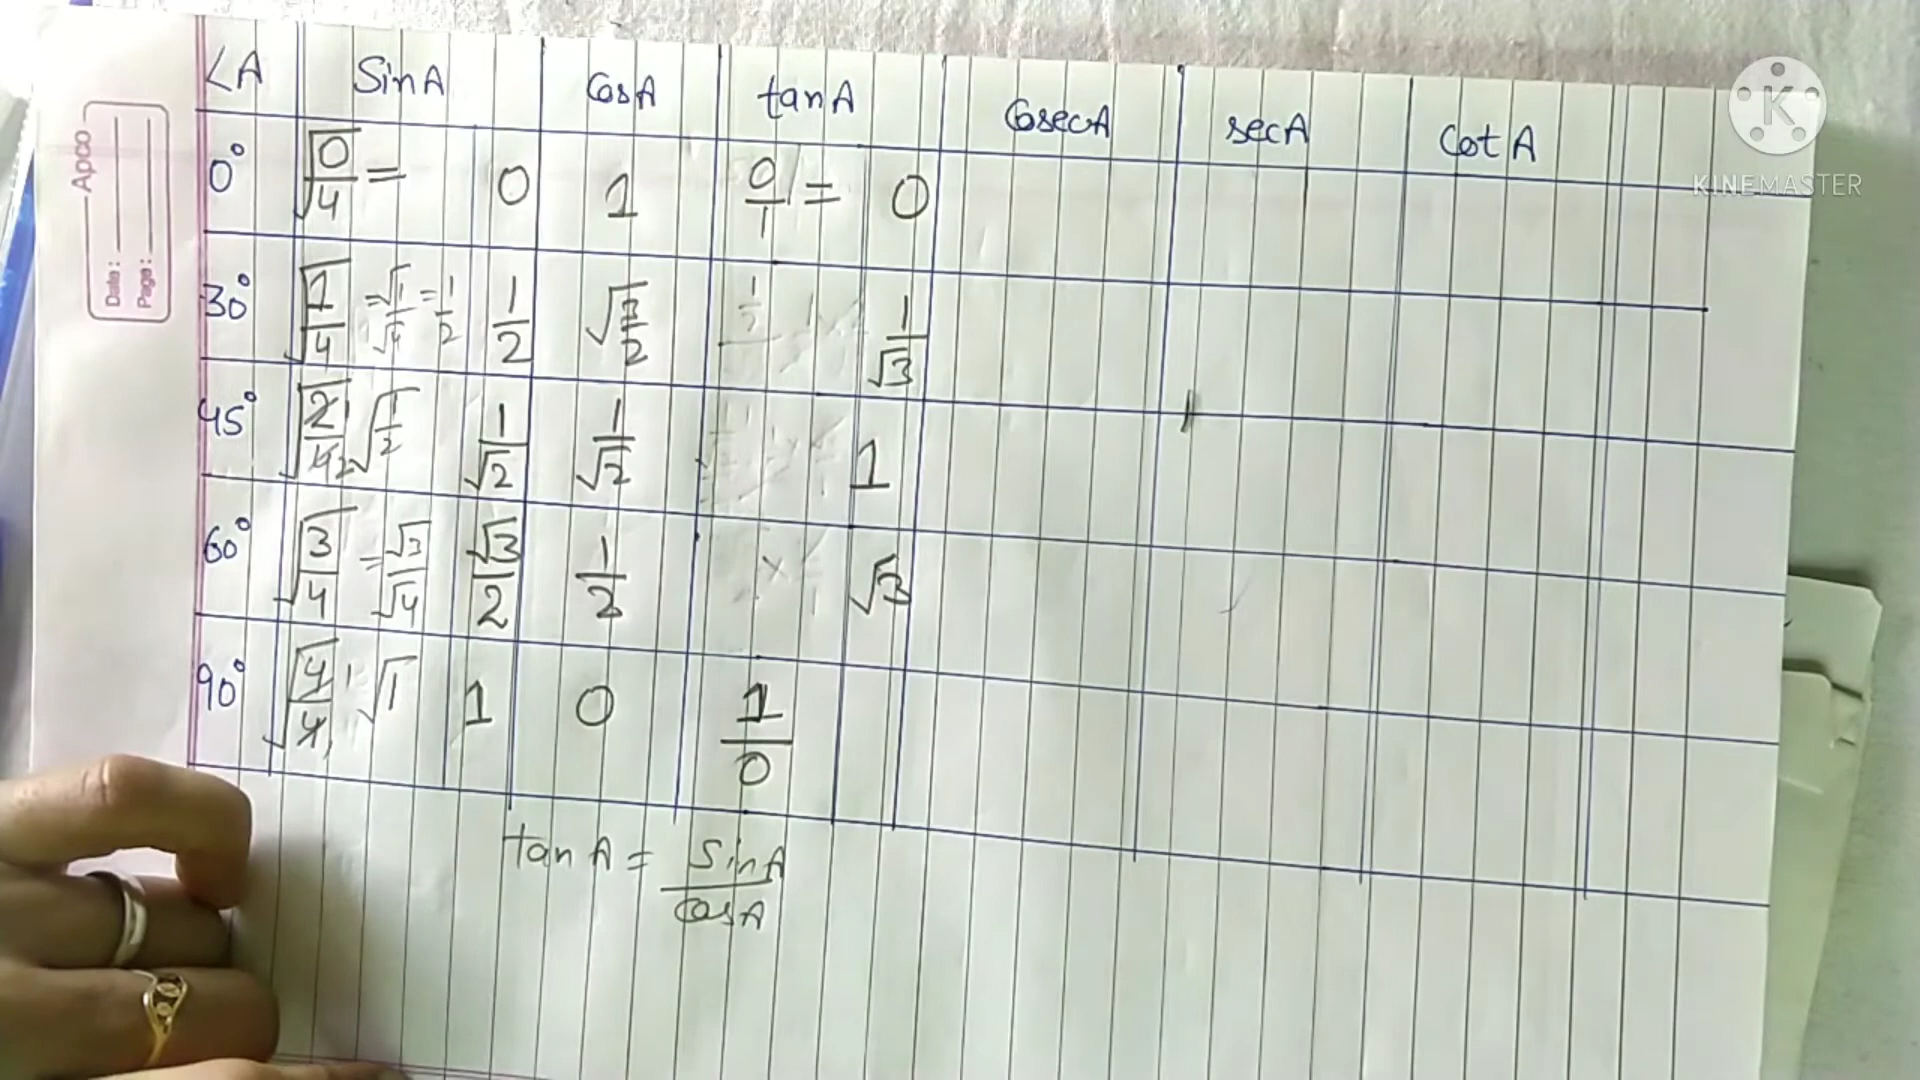 ∠A SinA CosA tanA CosecA secA Cot A
0° √0/√4 = 0 1 0/1 = 0
30° √(1/4) = √1/√4 = 1/2 1/2 √3/2 1/√3
45° √(2/4) √(1/2) 1/√2 1/√2 1
60° √(3/4) = √3/√4 √3/2 1/2 √3
90° √(4/4) √1 1 0 1/0
tanA = SinA/CosA
Apco
Date:
Page:
K
KINEMASTER